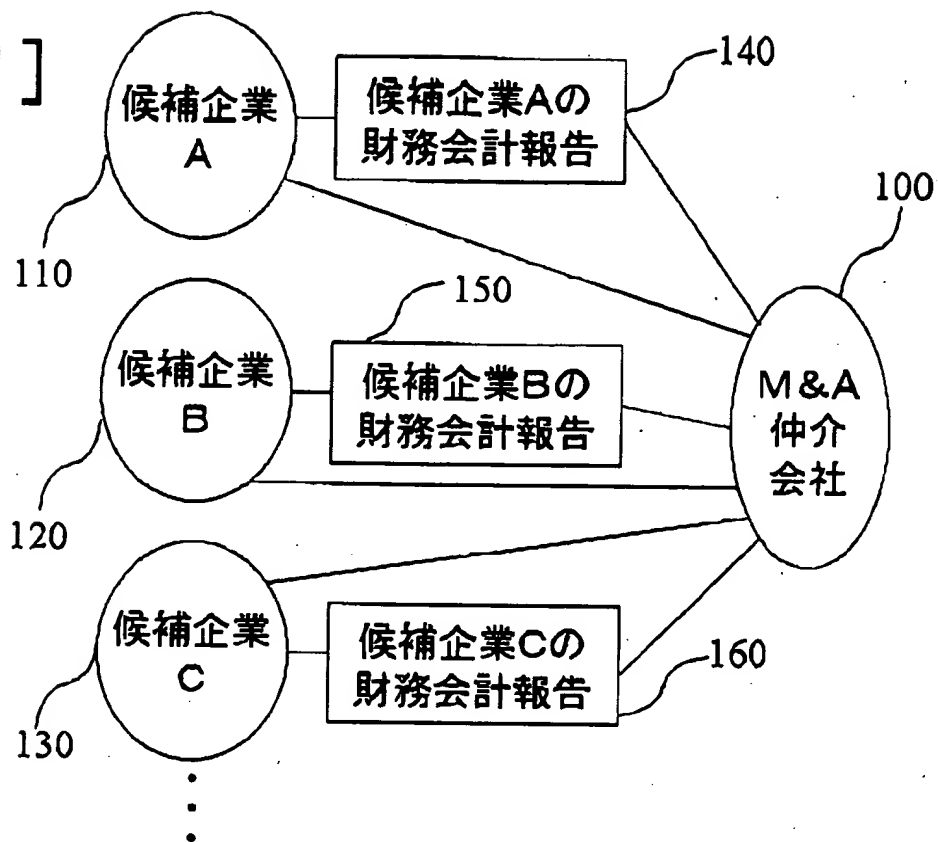 ]
候補企業
A
候補企業Aの
財務会計報告
140
100
110
候補企業
B
150
候補企業Bの
財務会計報告
M&A
仲介
会社
120
候補企業
C
候補企業Cの
財務会計報告
160
130